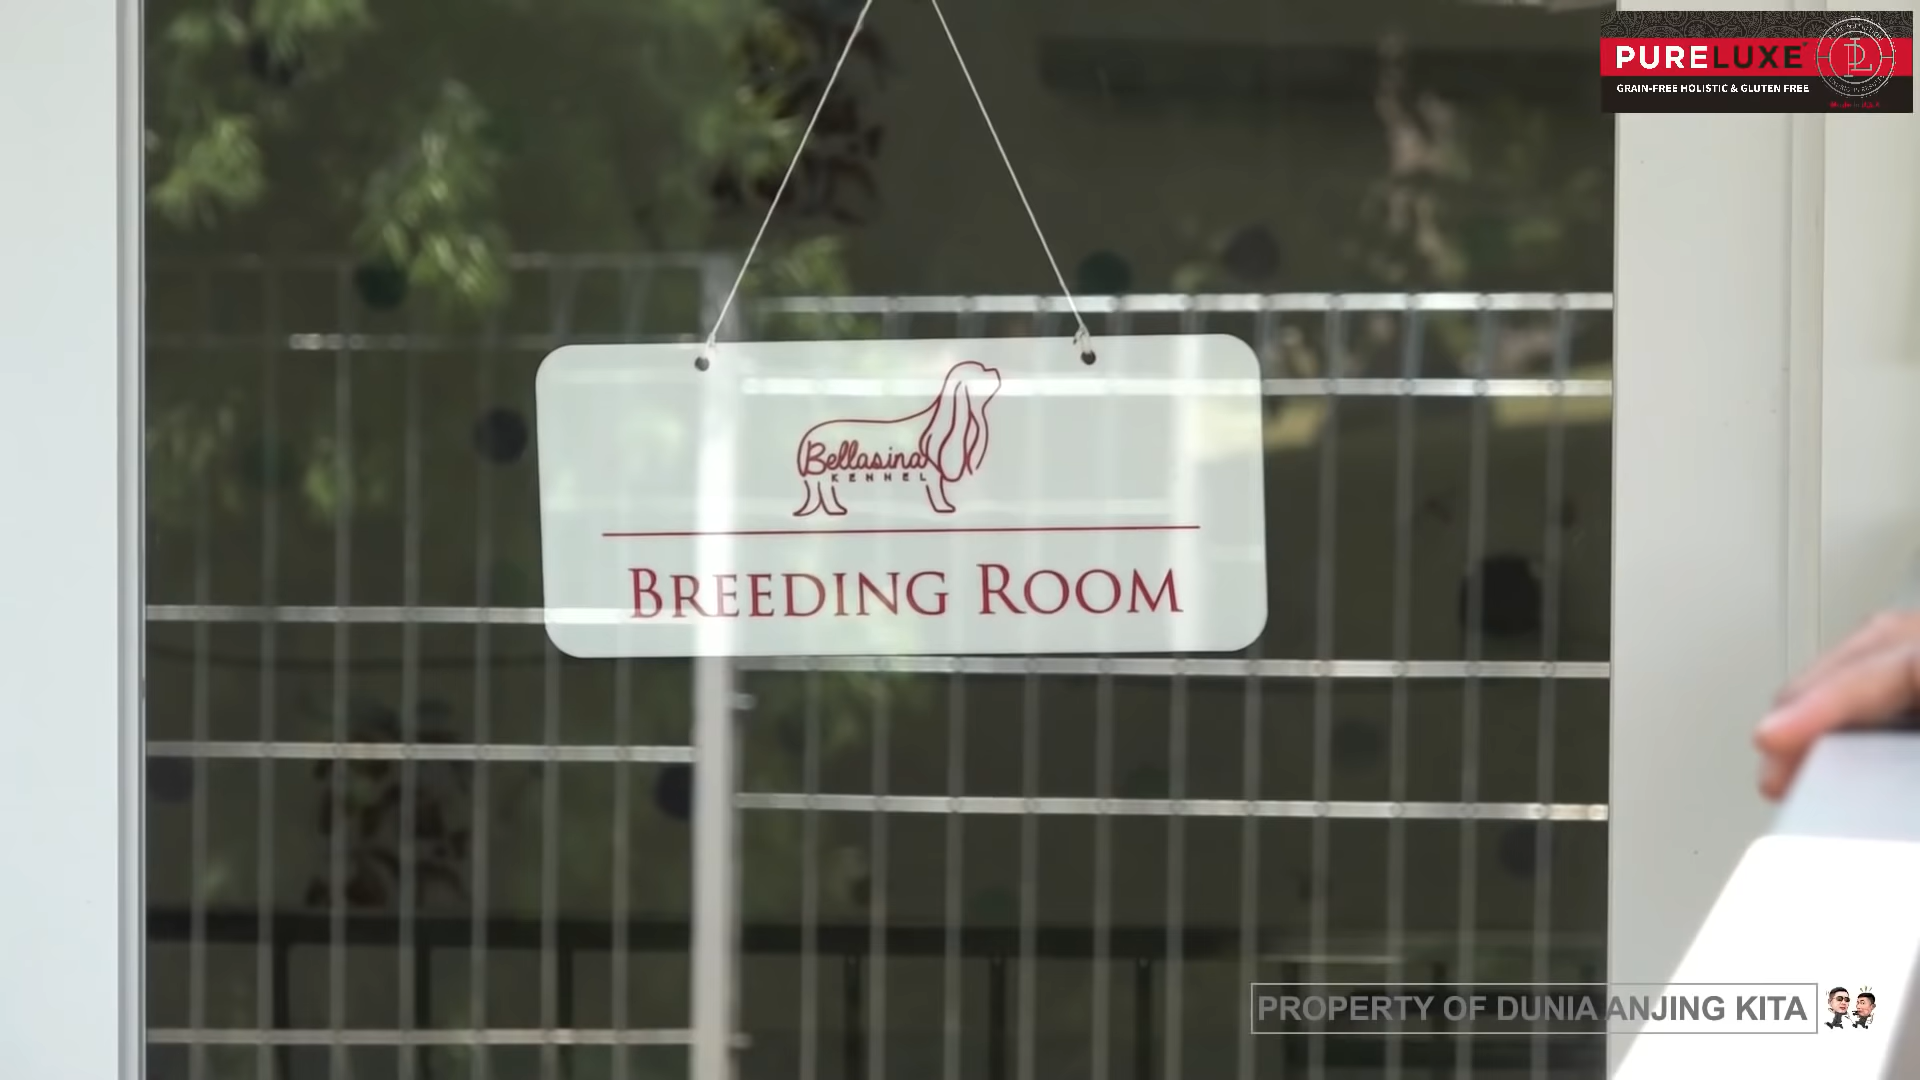 PURELUXE
GRAIN-FREE HOLISTIC & GLUTEN FREE
Bellasina
KENNEL
BREEDING ROOM
PROPERTY OF DUNIA ANJING KITA